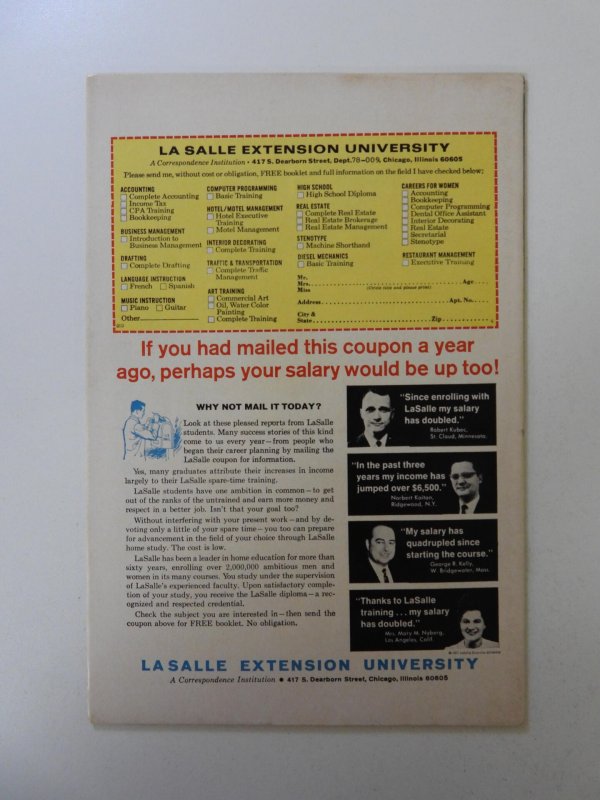 LA SALLE EXTENSION UNIVERSITY
A Correspondence Institution • 417 S. Dearborn Street, Dept. 78-009, Chicago, Illinois 60605
Please send me, without cost or obligation, FREE booklet and full information on the field I have checked below:
ACCOUNTING
Complete Accounting
Income Tax
CPA Training
Bookkeeping
BUSINESS MANAGEMENT
Introduction to
Business Management
DRAFTING
Complete Drafting
LANGUAGE INSTRUCTION
French Spanish
MUSIC INSTRUCTION
Piano Guitar
Other
COMPUTER PROGRAMMING
Basic Training
HOTEL/MOTEL MANAGEMENT
Hotel Executive
Training
Motel Management
INTERIOR DECORATING
Complete Training
TRAFFIC & TRANSPORTATION
Complete Traffic
Management
ART TRAINING
Commercial Art
Oil, Water Color
Painting
Complete Training
HIGH SCHOOL
High School Diploma
REAL ESTATE
Complete Real Estate
Real Estate Brokerage
Real Estate Management
STENOTYPE
Machine Shorthand
DIESEL MECHANICS
Basic Training
CAREERS FOR WOMEN
Accounting
Bookkeeping
Computer Programming
Dental Office Assistant
Interior Decorating
Real Estate
Secretarial
Stenotype
RESTAURANT MANAGEMENT
Executive Training
Mr.
Mrs. Age
Miss (Please print)
Address Apt. No.
City &
State Zip
If you had mailed this coupon a year
ago, perhaps your salary would be up too!
WHY NOT MAIL IT TODAY?
Look at these pleased reports from LaSalle
students. Many success stories of this kind
come to us every year—from people who
began their career planning by mailing the
LaSalle coupon for information.
Yes, many graduates attribute their increases in income
largely to their LaSalle spare-time training.
LaSalle students have one ambition in common—to get
out of the ranks of the untrained and earn more money and
respect in a better job. Isn't that your goal too?
Without interfering with your present work—and by de-
voting only a little of your spare time—you too can prepare
for advancement in the field of your choice through LaSalle
home study. The cost is low.
LaSalle has been a leader in home education for more than
sixty years, enrolling over 2,000,000 ambitious men and
women in its many courses. You study under the supervision
of LaSalle's experienced faculty. Upon satisfactory comple-
tion of your study, you receive the LaSalle diploma—a rec-
ognized and respected credential.
Check the subject you are interested in—then send the
coupon above for FREE booklet. No obligation.
"Since enrolling with
LaSalle my salary
has doubled."
Robert Kubec,
St. Cloud, Minnesota
"In the past three
years my income has
jumped over $6,500."
Norbert Kaiton,
Ridgewood, N.Y.
"My salary has
quadrupled since
starting the course."
George R. Kelly,
W. Bridgewater, Mass
"Thanks to LaSalle
training . . . my salary
has doubled."
Mrs. Mary M. Nyberg,
Los Angeles, Calif.
LA SALLE EXTENSION UNIVERSITY
A Correspondence Institution • 417 S. Dearborn Street, Chicago, Illinois 60605